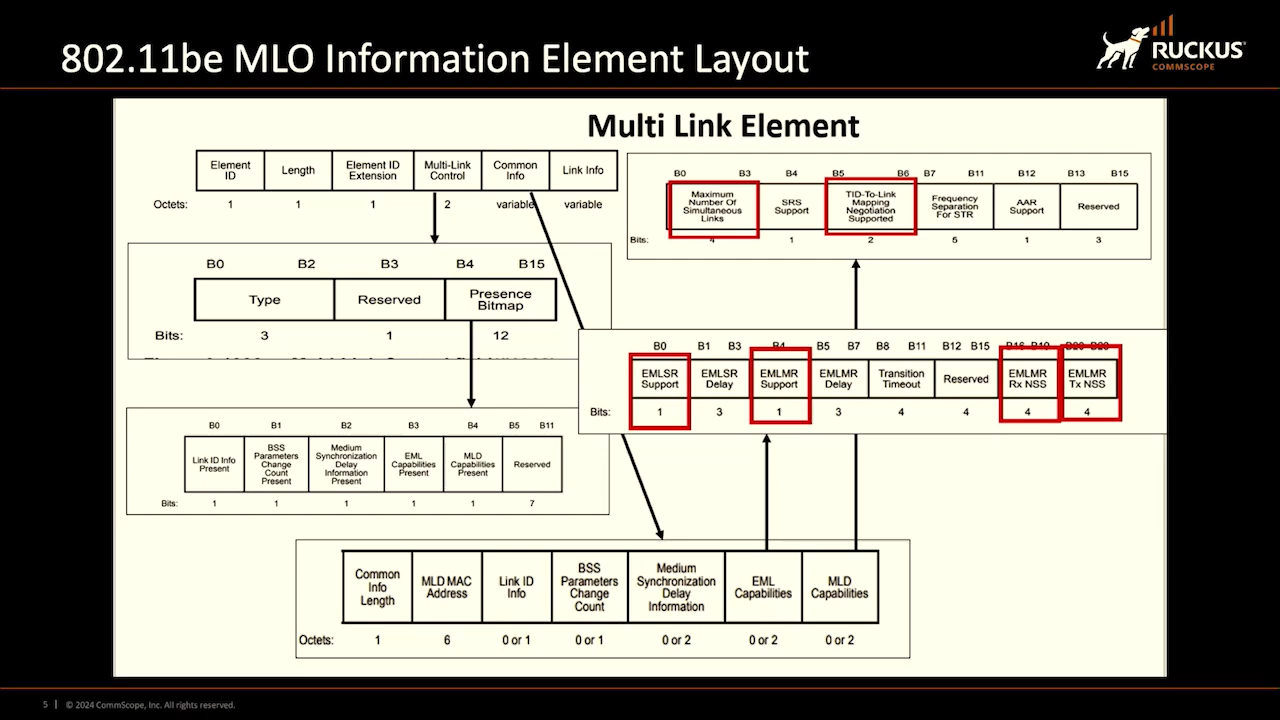 802.11be MLO Information Element Layout
RUCKUS
COMMSCOPE
Multi Link Element
Element ID
Length
Element ID Extension
Multi-Link Control
Common Info
Link Info
Octets: 1 1 1 2 variable variable
B0 B3 B4 B5 B6 B7 B11 B12 B13 B15
Maximum Number Of Simultaneous Links
SRS Support
TID-To-Link Mapping Negotiation Supported
Frequency Separation For STR
AAR Support
Reserved
Bits: 4 1 2 5 1 3
B0 B2 B3 B4 B15
Type
Reserved
Presence Bitmap
Bits: 3 1 12
B0 B1 B3 B4 B5 B7 B8 B11 B12 B15 B16 B19 B20 B23
EMLSR Support
EMLSR Delay
EMLMR Support
EMLMR Delay
Transition Timeout
Reserved
EMLMR Rx NSS
EMLMR Tx NSS
Bits: 1 3 1 3 4 4 4 4
B0 B1 B2 B3 B4 B5 B11
Link ID Info Present
BSS Parameters Change Count Present
Medium Synchronization Delay Information Present
EML Capabilities Present
MLD Capabilities Present
Reserved
Bits: 1 1 1 1 1 7
Common Info Length
MLD MAC Address
Link ID Info
BSS Parameters Change Count
Medium Synchronization Delay Information
EML Capabilities
MLD Capabilities
Octets: 1 6 0 or 1 0 or 1 0 or 2 0 or 2 0 or 2
5 | © 2024 CommScope, Inc. All rights reserved.